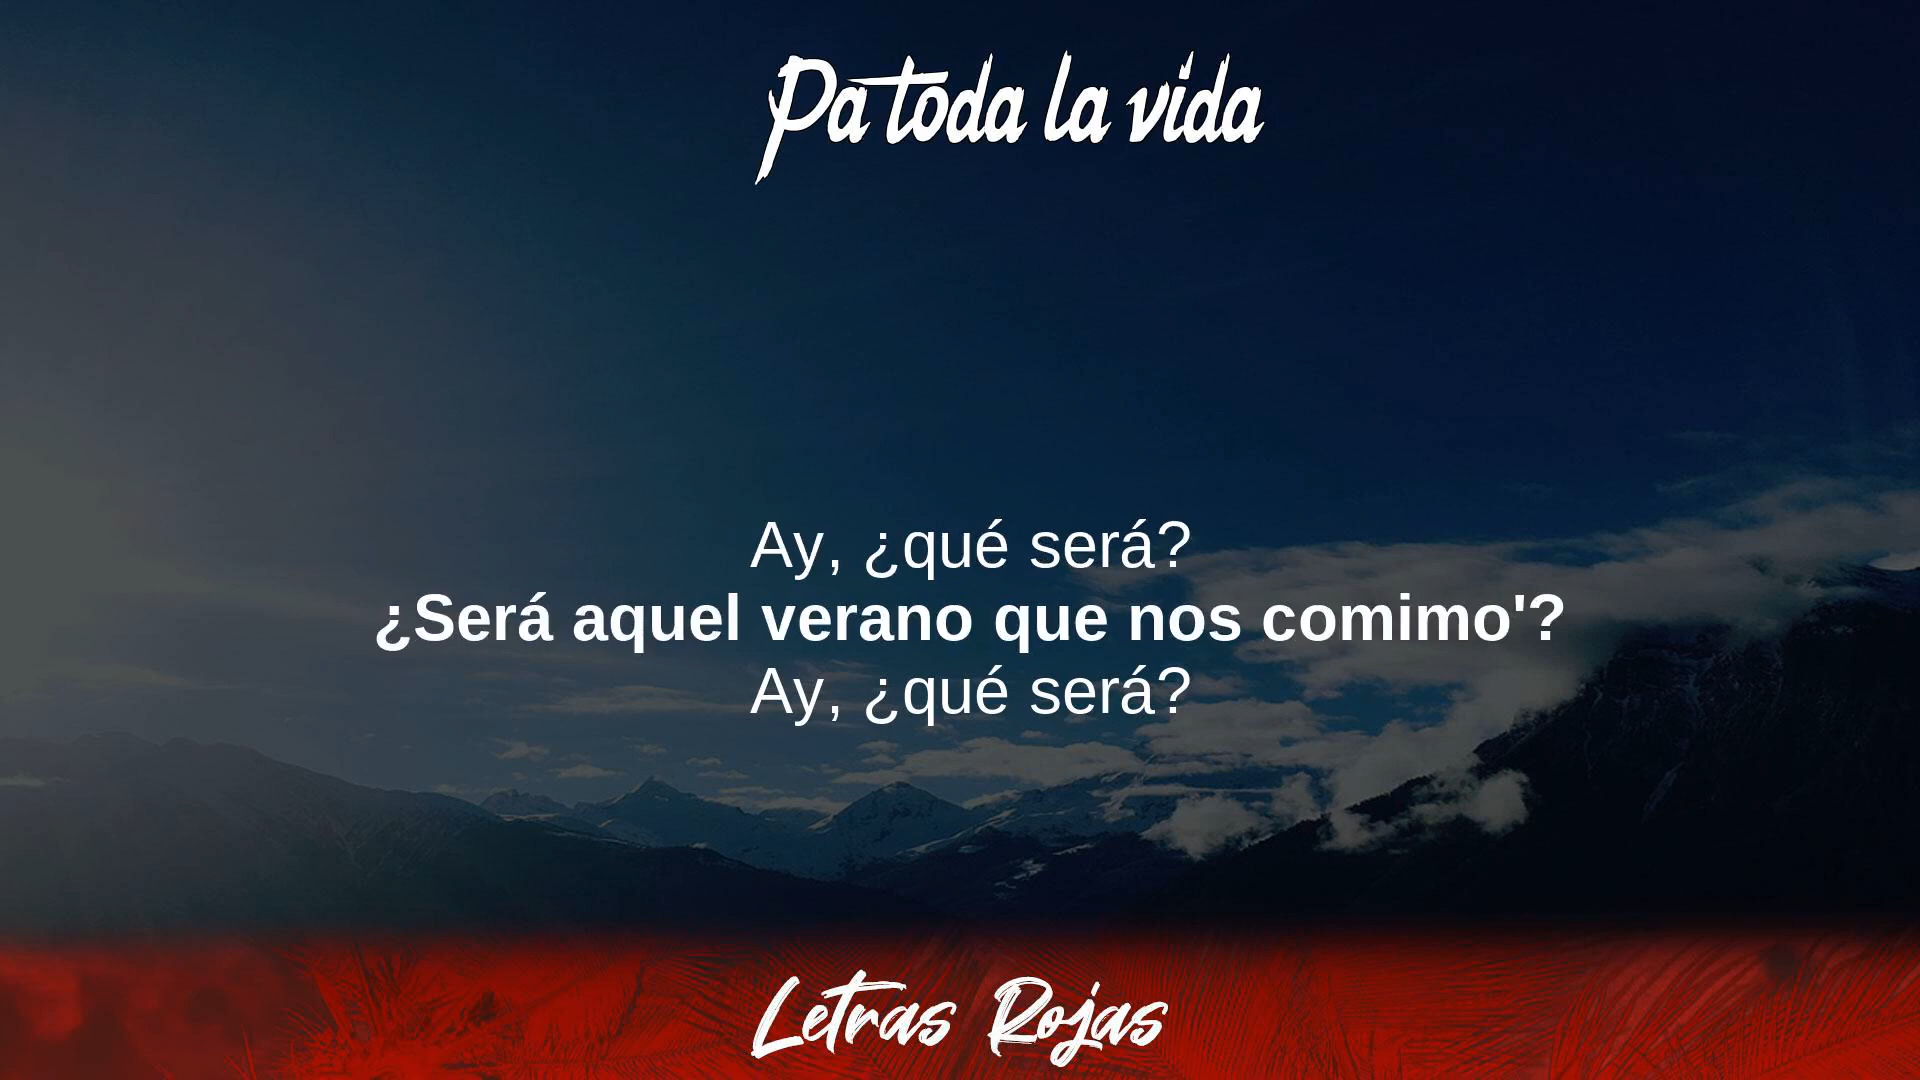 Pa toda la vida
Ay, ¿qué será?
¿Será aquel verano que nos comimo'?
Ay, ¿qué será?
Letras Rojas